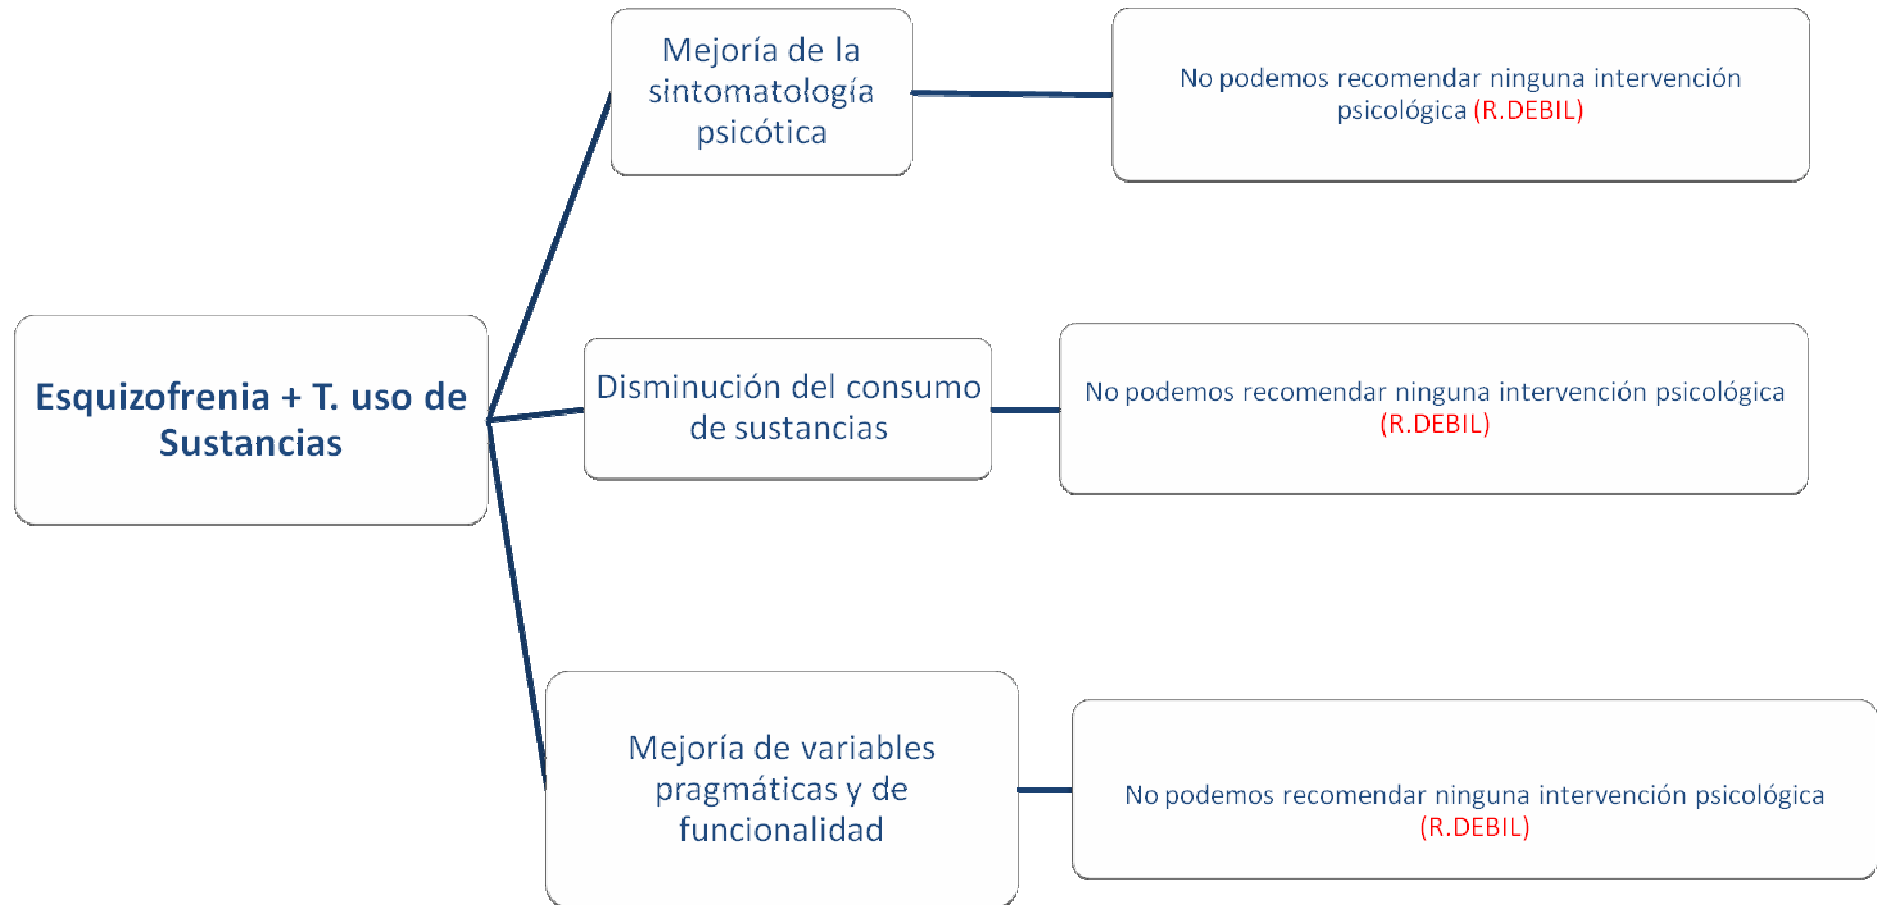 Mejoría de la
sintomatología
psicótica
No podemos recomendar ninguna intervención
psicológica (R.DEBIL)
Esquizofrenia + T. uso de
Sustancias
Disminución del consumo
de sustancias
No podemos recomendar ninguna intervención psicológica
(R.DEBIL)
Mejoría de variables
pragmáticas y de
funcionalidad
No podemos recomendar ninguna intervención psicológica
(R.DEBIL)